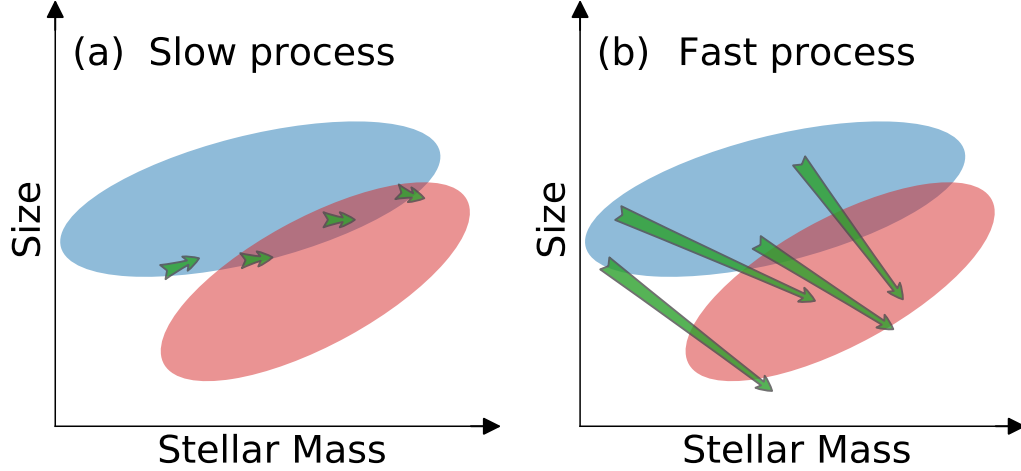 (a)  Slow process
Size
Stellar Mass
(b)  Fast process
Size
Stellar Mass